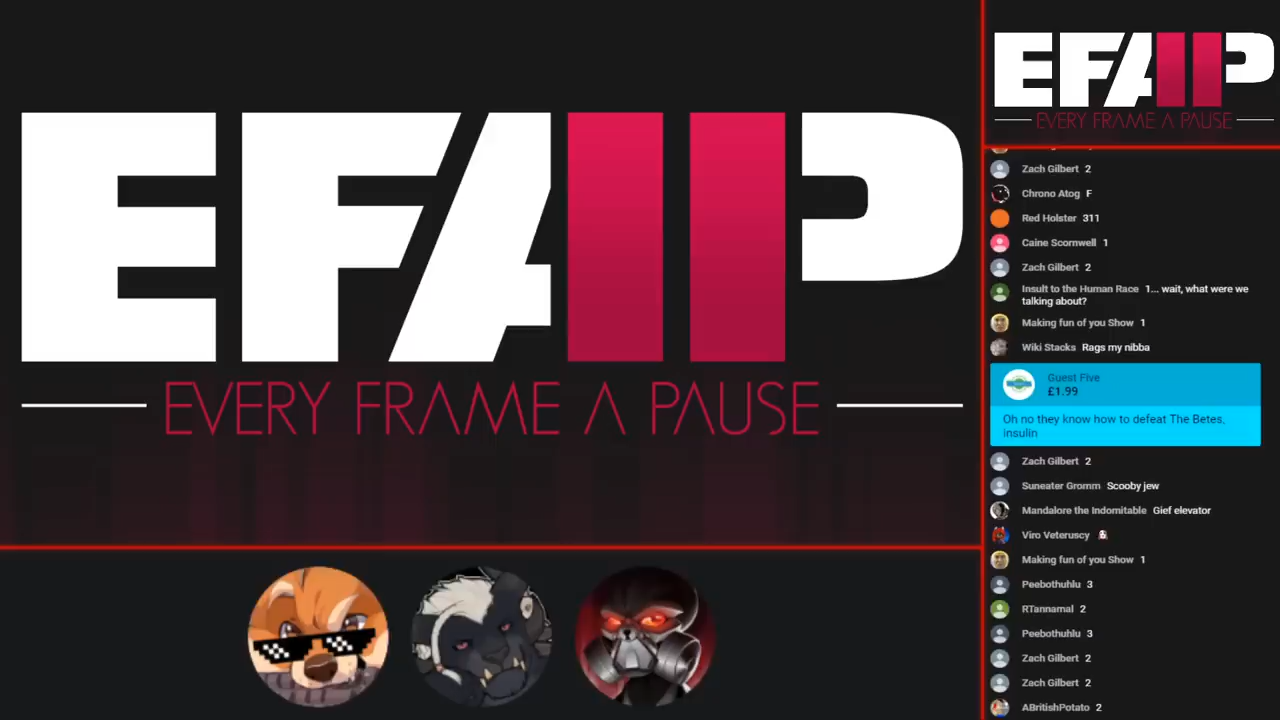 EFAP
EVERY FRAME A PAUSE
EFAP
EVERY FRAME A PAUSE
Zach Gilbert 2
Chrono Atog F
Red Holster 311
Caine Scornwell 1
Zach Gilbert 2
Insult to the Human Race 1... wait, what were we
talking about?
Making fun of you Show 1
Wiki Stacks Rags my nibba
Guest Five
£1.99
Oh no they know how to defeat The Betes,
insulin
Zach Gilbert 2
Suneater Gromm Scooby jew
Mandalore the Indomitable Gief elevator
Viro Veteruscy
Making fun of you Show 1
Peebothuhlu 3
RTannamal 2
Peebothuhlu 3
Zach Gilbert 2
Zach Gilbert 2
ABritishPotato 2